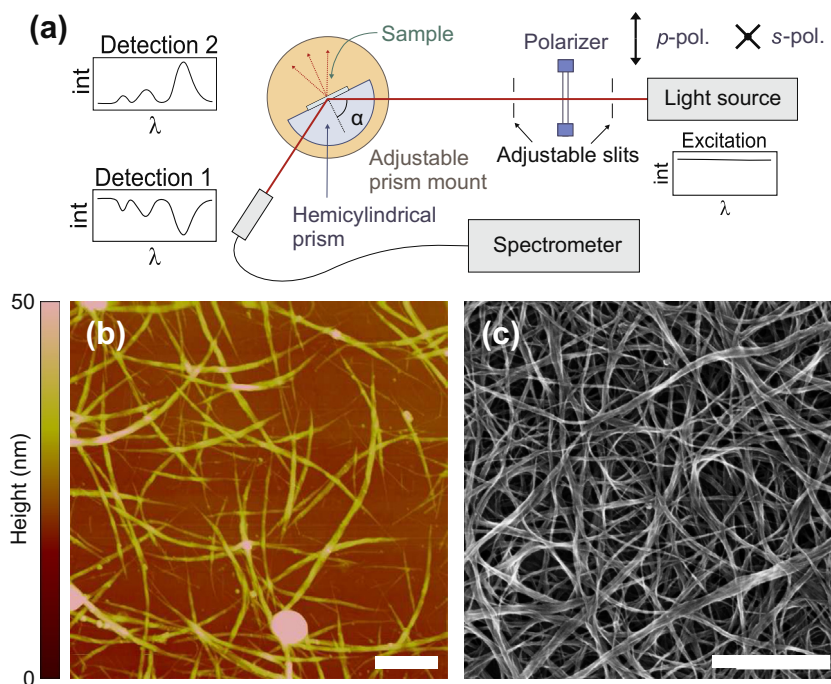 (a)
Detection 2
int
λ
Detection 1
int
λ
Sample
α
Adjustable
prism mount
Hemicylindrical
prism
Polarizer
Adjustable slits
p-pol.
s-pol.
Light source
Excitation
int
λ
Spectrometer
50
Height (nm)
0
(b)
(c)